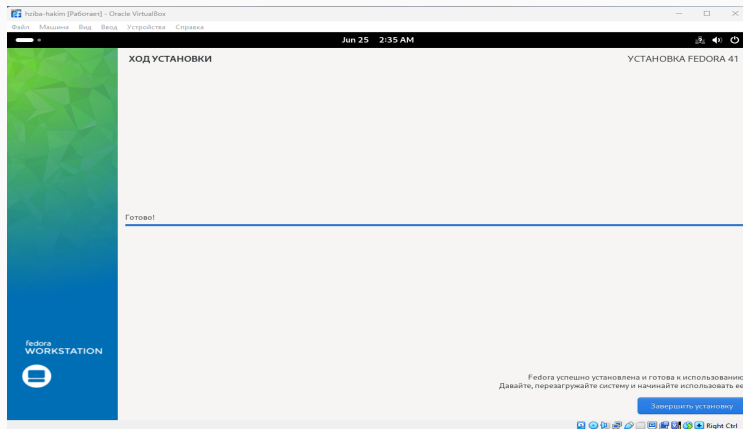 hziba-hakim [Работает] - Oracle VirtualBox
Файл Машина Вид Ввод Устройства Справка
Jun 25 2:35 AM
ХОД УСТАНОВКИ
УСТАНОВКА FEDORA 41
Готово!
fedora
WORKSTATION
Fedora успешно установлена и готова к использованию
Давайте, перезагружайте систему и начинайте использовать ее
Завершить установку
Right Ctrl